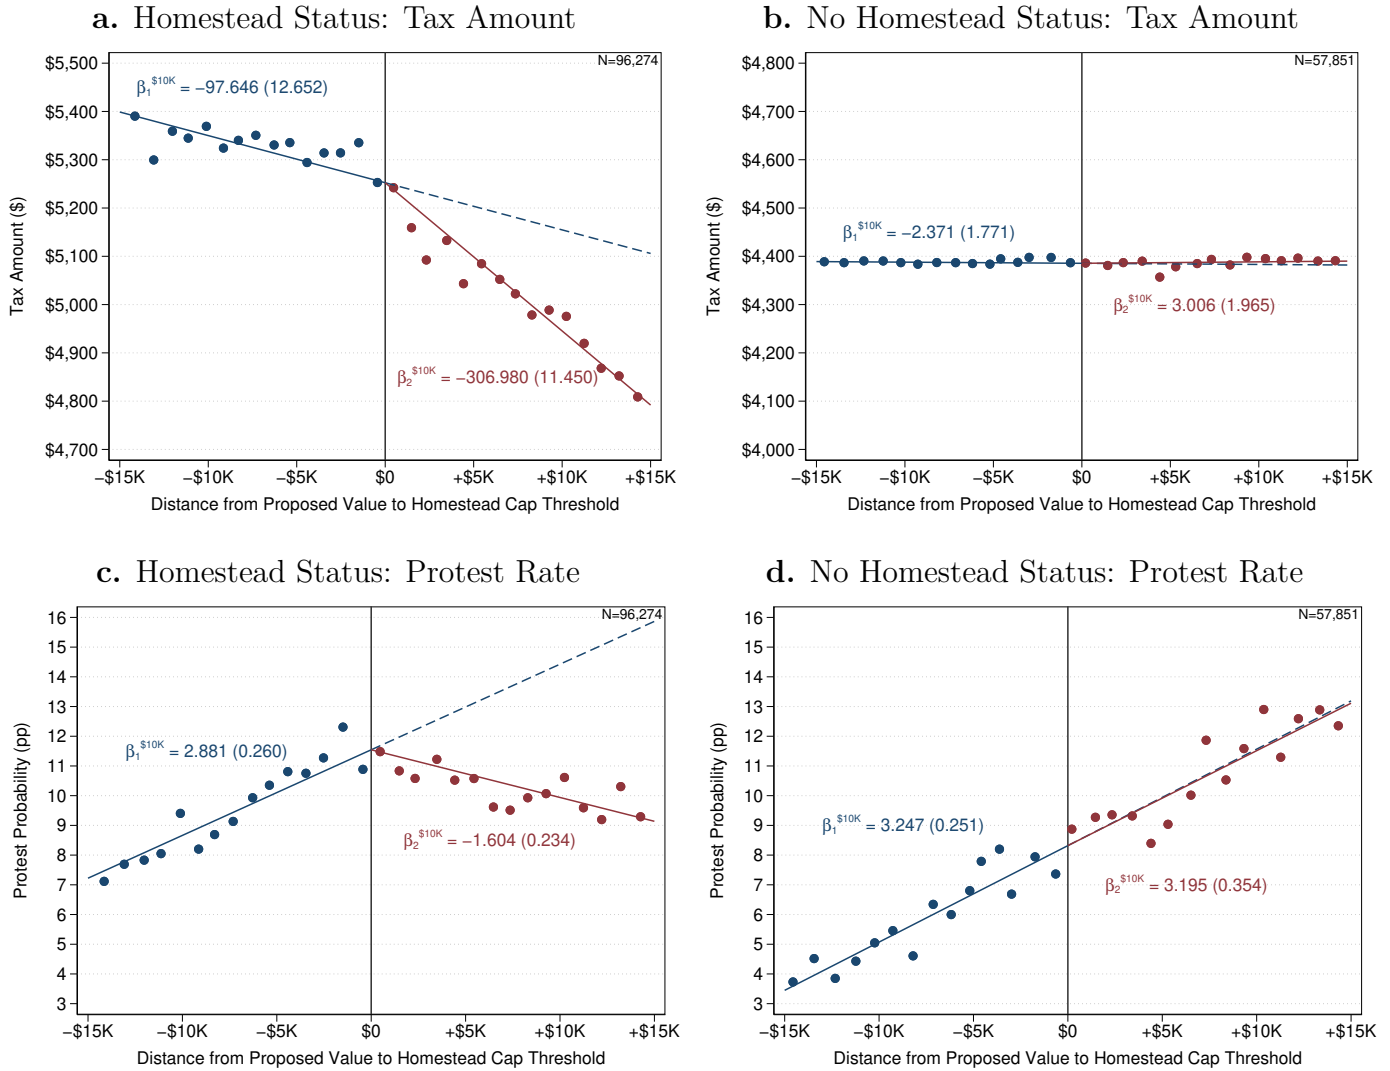 a. Homestead Status: Tax Amount
N=96,274
β₁$10K = −97.646 (12.652)
β₂$10K = −306.980 (11.450)
Tax Amount ($)
$5,500
$5,400
$5,300
$5,200
$5,100
$5,000
$4,900
$4,800
$4,700
−$15K −$10K −$5K $0 +$5K +$10K +$15K
Distance from Proposed Value to Homestead Cap Threshold
b. No Homestead Status: Tax Amount
N=57,851
β₁$10K = −2.371 (1.771)
β₂$10K = 3.006 (1.965)
Tax Amount ($)
$4,800
$4,600
$4,500
$4,400
$4,300
$4,200
$4,100
$4,000
−$15K −$10K −$5K $0 +$5K +$10K +$15K
Distance from Proposed Value to Homestead Cap Threshold
c. Homestead Status: Protest Rate
N=96,274
β₁$10K = 2.881 (0.260)
β₂$10K = −1.604 (0.234)
Protest Probability (pp)
16
15
14
13
12
11
10
9
8
7
6
5
4
3
−$15K −$10K −$5K $0 +$5K +$10K +$15K
Distance from Proposed Value to Homestead Cap Threshold
d. No Homestead Status: Protest Rate
N=57,851
β₁$10K = 3.247 (0.251)
β₂$10K = 3.195 (0.354)
Protest Probability (pp)
16
15
14
13
12
11
10
9
8
7
6
5
4
3
−$15K −$10K −$5K $0 +$5K +$10K +$15K
Distance from Proposed Value to Homestead Cap Threshold